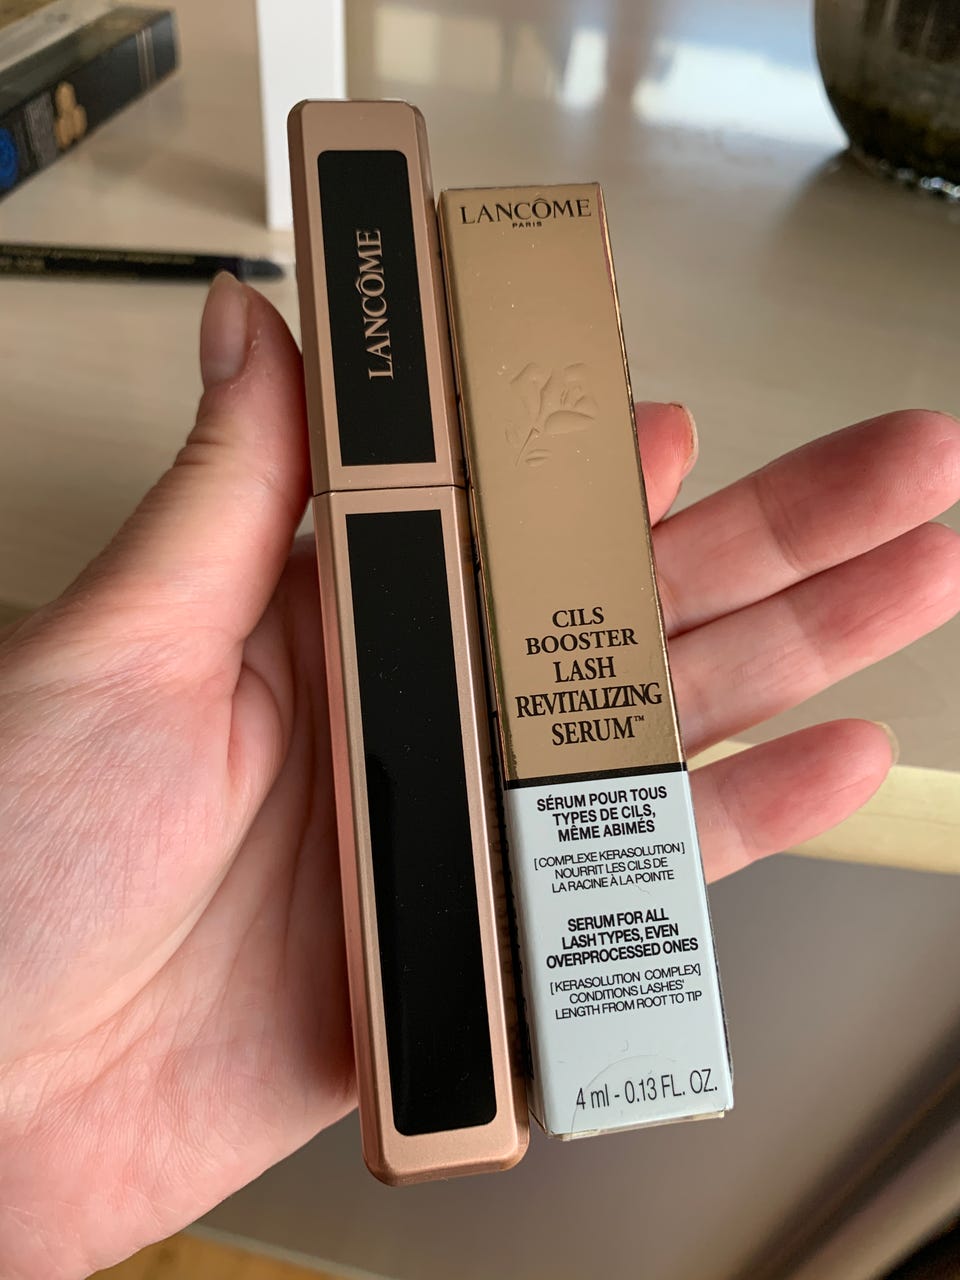 LANCÔME
LANCÔME
PARIS
CILS
BOOSTER
LASH
REVITALIZING
SERUM™
SÉRUM POUR TOUS
TYPES DE CILS,
MÊME ABIMÉS
[COMPLEXE KERASOLUTION]
NOURRIT LES CILS DE
LA RACINE À LA POINTE
SERUM FOR ALL
LASH TYPES, EVEN
OVERPROCESSED ONES
[KERASOLUTION COMPLEX]
CONDITIONS LASHES'
LENGTH FROM ROOT TO TIP
4 ml - 0.13 FL. OZ.